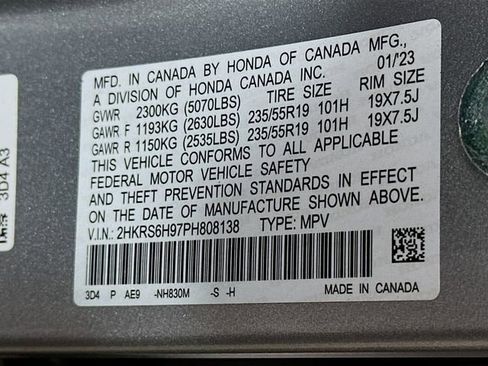 MFD. IN CANADA BY HONDA OF CANADA MFG.,
A DIVISION OF HONDA CANADA INC. 01/'23
GVWR 2300KG (5070LBS) TIRE SIZE RIM SIZE
GAWR F 1193KG (2630LBS) 235/55R19 101H 19X7.5J
GAWR R 1150KG (2535LBS) 235/55R19 101H 19X7.5J
THIS VEHICLE CONFORMS TO ALL APPLICABLE
FEDERAL MOTOR VEHICLE SAFETY
AND THEFT PREVENTION STANDARDS IN EFFECT
ON THE DATE OF MANUFACTURE SHOWN ABOVE.
V.I.N.: 2HKRS6H97PH808138 TYPE: MPV
3D4 P AE9 -NH830M -S -H MADE IN CANADA
3D4 A3